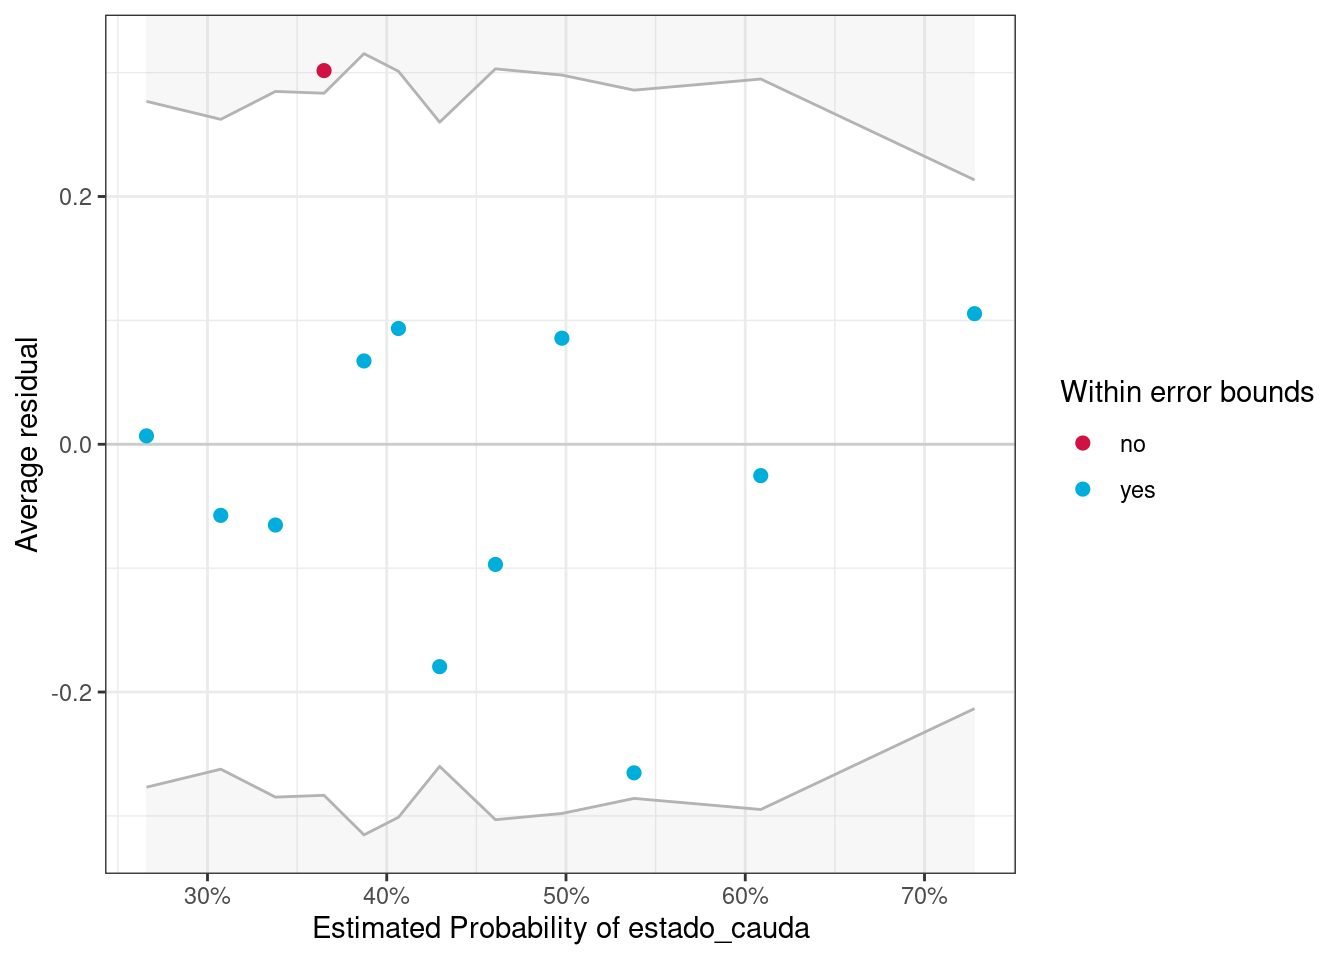 0.2
0.0
-0.2
Average residual
30%
40%
50%
60%
70%
Estimated Probability of estado_cauda
Within error bounds
no
yes